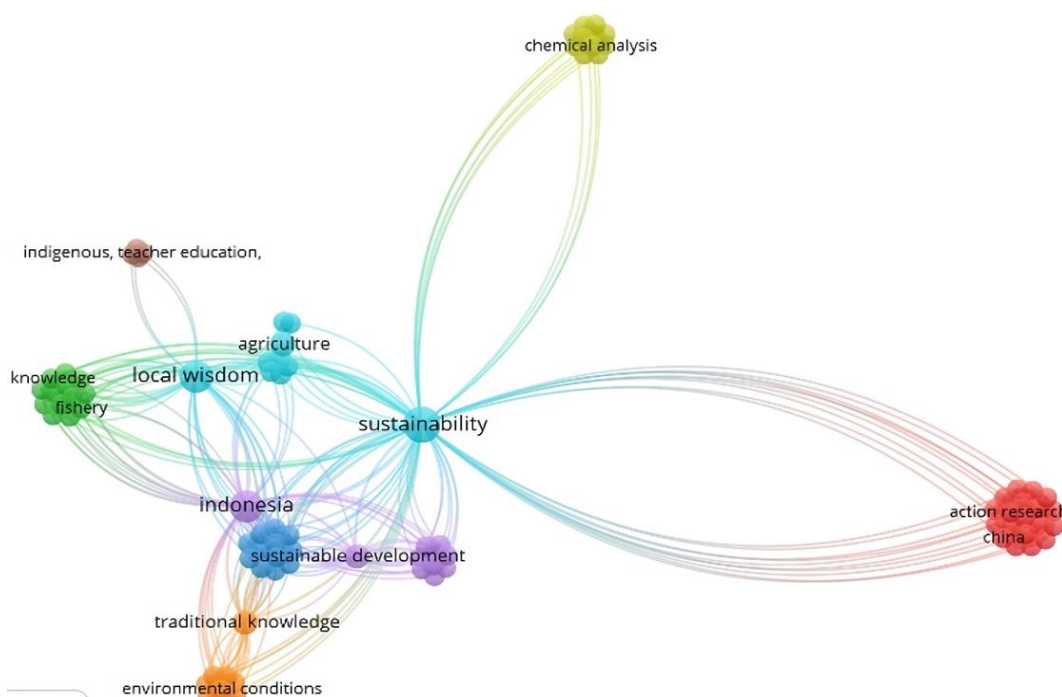 chemical analysis
indigenous, teacher education,
agriculture
knowledge
local wisdom
fishery
sustainability
indonesia
action research
china
sustainable development
traditional knowledge
environmental conditions